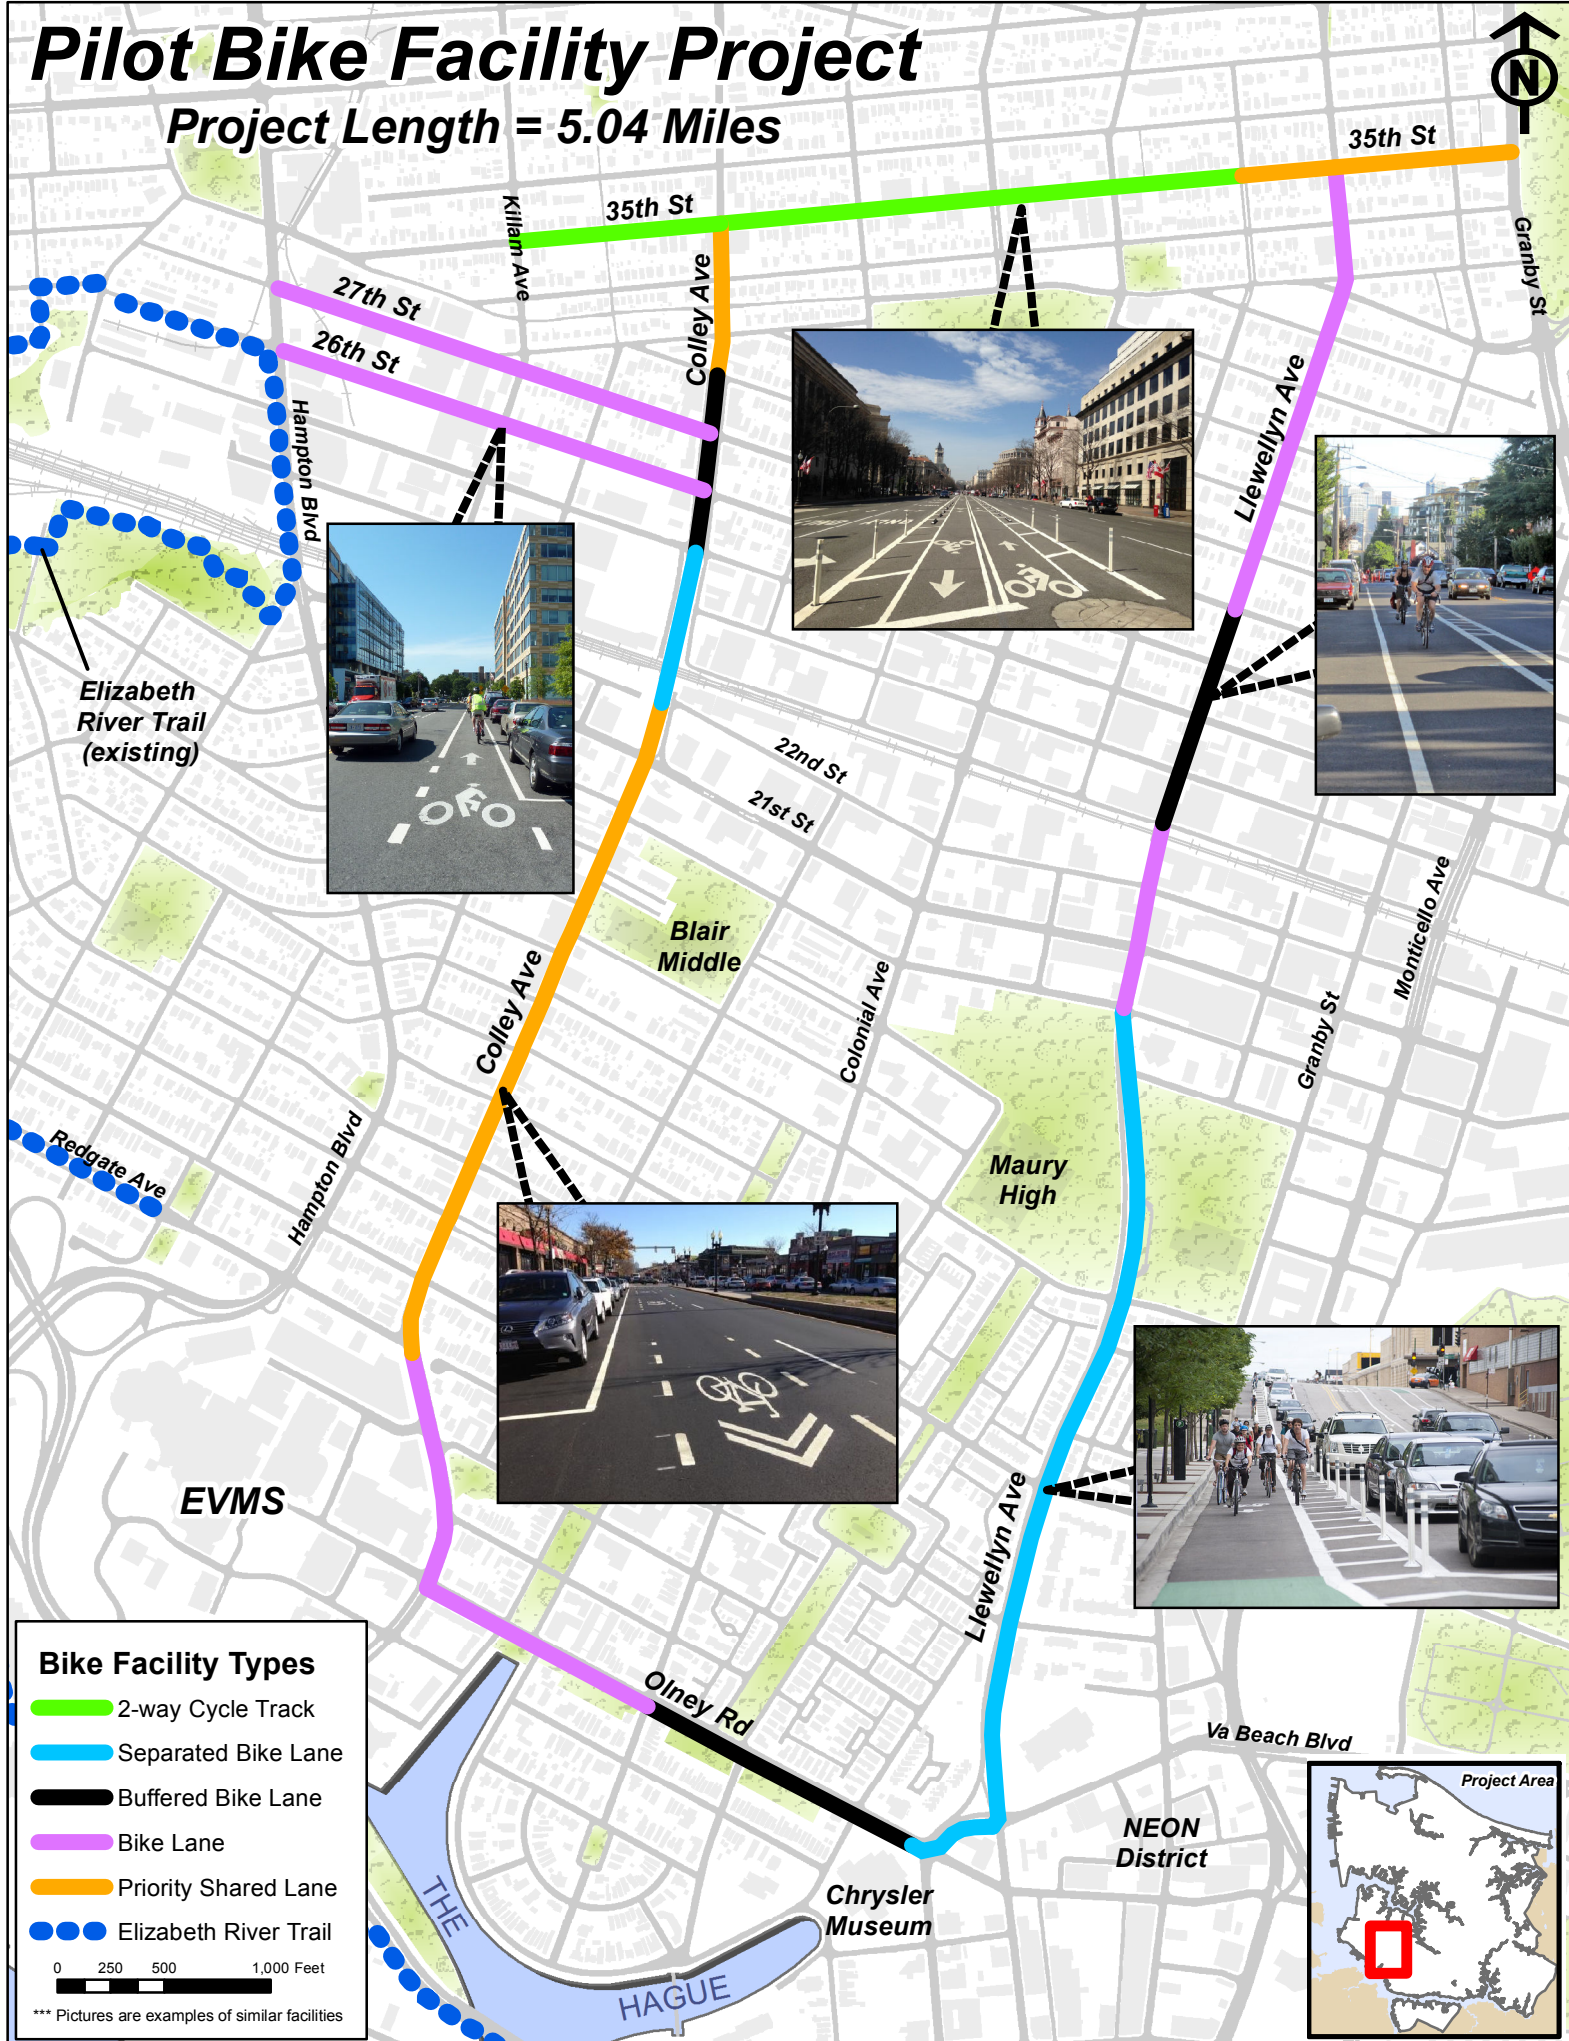 Pilot Bike Facility Project
Project Length = 5.04 Miles
N
35th St
35th St
Killam Ave
Granby St
27th St
26th St
Colley Ave
Llewellyn Ave
Hampton Blvd
Elizabeth
River Trail
(existing)
22nd St
21st St
Blair
Middle
Monticello Ave
Colley Ave
Colonial Ave
Granby St
Redgate Ave
Hampton Blvd
Maury
High
EVMS
Llewellyn Ave
Olney Rd
Va Beach Blvd
NEON
District
Chrysler
Museum
THE
HAGUE
Bike Facility Types
2-way Cycle Track
Separated Bike Lane
Buffered Bike Lane
Bike Lane
Priority Shared Lane
Elizabeth River Trail
0 250 500 1,000 Feet
*** Pictures are examples of similar facilities
Project Area